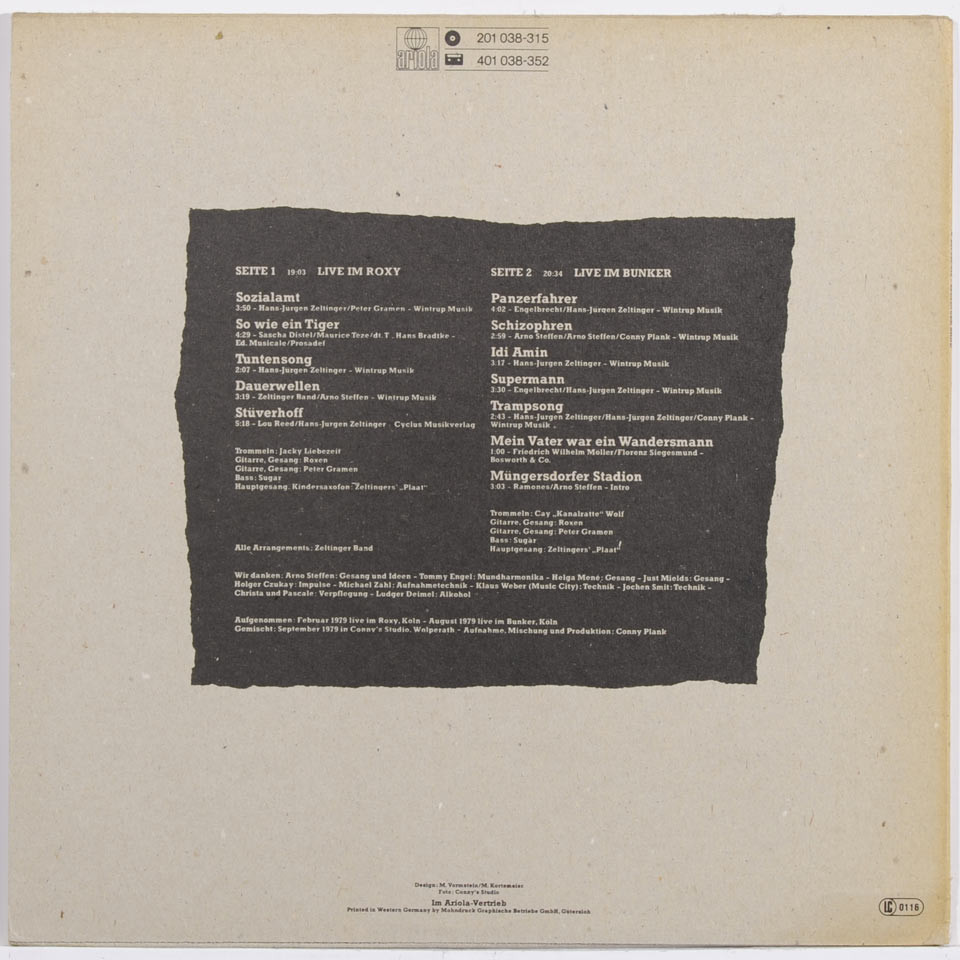 ariola
201 038-315
401 038-352
SEITE 1 19:03 LIVE IM ROXY
Sozialamt
3:50 - Hans-Jürgen Zeltinger/Peter Gramen - Wintrup Musik
So wie ein Tiger
4:29 - Sascha Distel/Maurice Teze/dt. T. Hans Bradtke -
Ed. Musicale/Prosadef
Tuntensong
2:07 - Hans-Jürgen Zeltinger - Wintrup Musik
Dauerwellen
3:19 - Zeltinger Band/Arno Steffen - Wintrup Musik
Stüverhoff
5:18 - Lou Reed/Hans-Jürgen Zeltinger - Cyclus Musikverlag
Trommeln: Jacky Liebezeit
Gitarre, Gesang: Roxen
Gitarre, Gesang: Peter Gramen
Bass: Sugar
Hauptgesang, Kindersaxofon: Zeltingers' „Plaat"
Alle Arrangements: Zeltinger Band
SEITE 2 20:34 LIVE IM BUNKER
Panzerfahrer
4:02 - Engelbrecht/Hans-Jürgen Zeltinger - Wintrup Musik
Schizophren
2:59 - Arno Steffen/Arno Steffen/Conny Plank - Wintrup Musik
Idi Amin
3:17 - Hans-Jurgen Zeltinger - Wintrup Musik
Supermann
3:30 - Engelbrecht/Hans-Jürgen Zeltinger - Wintrup Musik
Trampsong
2:43 - Hans-Jurgen Zeltinger/Hans-Jurgen Zeltinger/Conny Plank -
Wintrup Musik .
Mein Vater war ein Wandersmann
1:00 - Friedrich Wilhelm Möller/Florenz Siegesmund -
Bosworth & Co.
Müngersdorfer Stadion
3:03 - Ramones/Arno Steffen - Intro
Trommeln: Cay „Kanalratte" Wolf
Gitarre, Gesang: Roxen
Gitarre, Gesang: Peter Gramen
Bass: Sugar
Hauptgesang: Zeltingers' „Plaat"!
Wir danken: Arno Steffen: Gesang und Ideen - Tommy Engel: Mundharmonika - Helga Mené: Gesang - Just Mields: Gesang -
Holger Czukay: Impulse - Michael Zahl: Aufnahmetechnik - Klaus Weber (Music City): Technik - Jochen Smit: Technik -
Christa und Pascale: Verpflegung - Ludger Deimel: Alkohol
Aufgenommen: Februar 1979 live im Roxy, Köln - August 1979 live im Bunker, Köln
Gemischt: September 1979 in Conny's Studio, Wolperath - Aufnahme, Mischung und Produktion: Conny Plank
Design: M. Vormstein/M. Kortemeier
Foto: Conny's Studio
Im Ariola-Vertrieb
Printed in Western Germany by Mohndruck Graphische Betriebe GmbH, Gütersloh
LC 0116